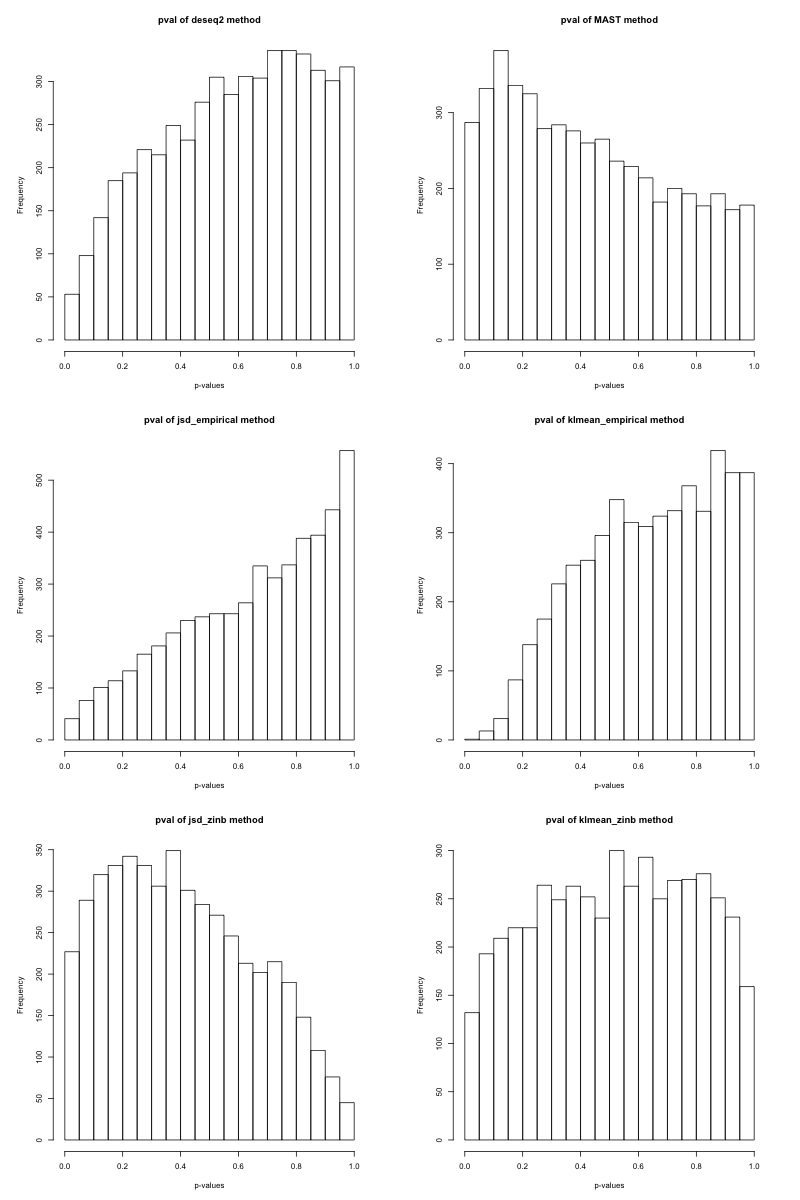 pval of deseq2 method
Frequency
0 50 100 150 200 250 300
0.0 0.2 0.4 0.6 0.8 1.0
p-values
pval of MAST method
Frequency
0 100 200 300
0.0 0.2 0.4 0.6 0.8 1.0
p-values
pval of jsd_empirical method
Frequency
0 100 200 300 400 500
0.0 0.2 0.4 0.6 0.8 1.0
p-values
pval of klmean_empirical method
Frequency
0 100 200 300 400
0.0 0.2 0.4 0.6 0.8 1.0
p-values
pval of jsd_zinb method
Frequency
0 50 100 150 200 250 300 350
0.0 0.2 0.4 0.6 0.8 1.0
p-values
pval of klmean_zinb method
Frequency
0 50 100 150 200 250 300
0.0 0.2 0.4 0.6 0.8 1.0
p-values